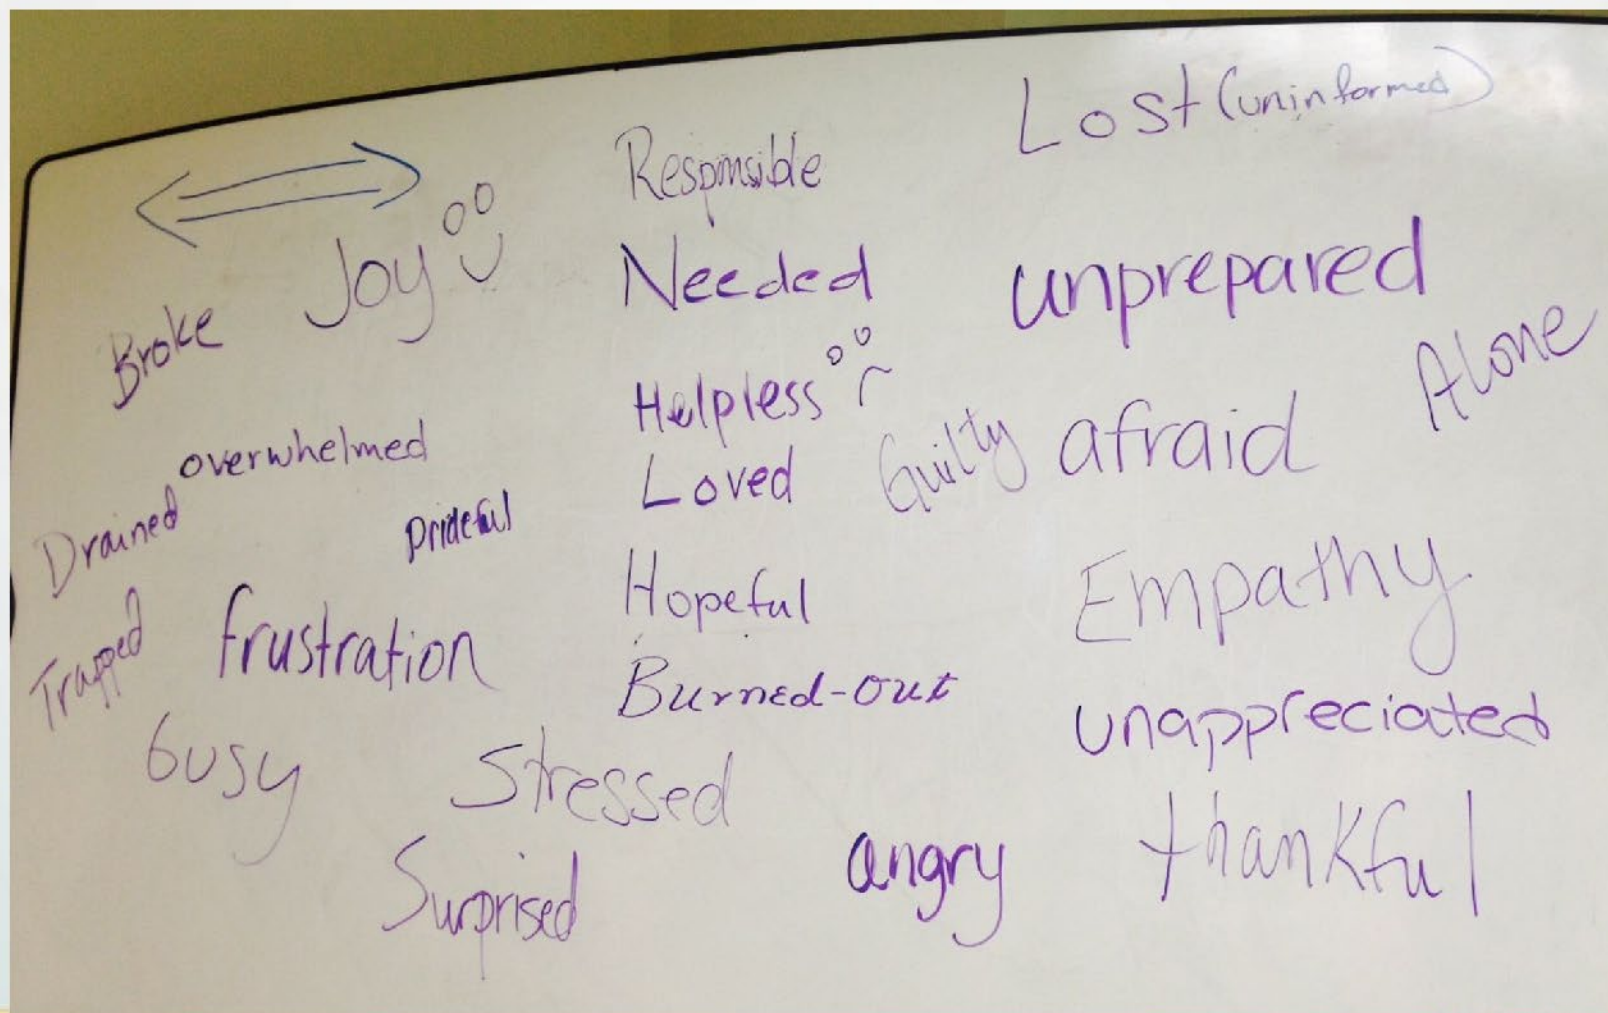 Lost (uninformed)
Responsible
Joy
Needed
unprepared
Broke
Alone
Helpless
overwhelmed
Loved
Guilty
afraid
Drained
prideful
Hopeful
Empathy
Trapped
frustration
Burned-out
unappreciated
busy
Stressed
Surprised
angry
thankful